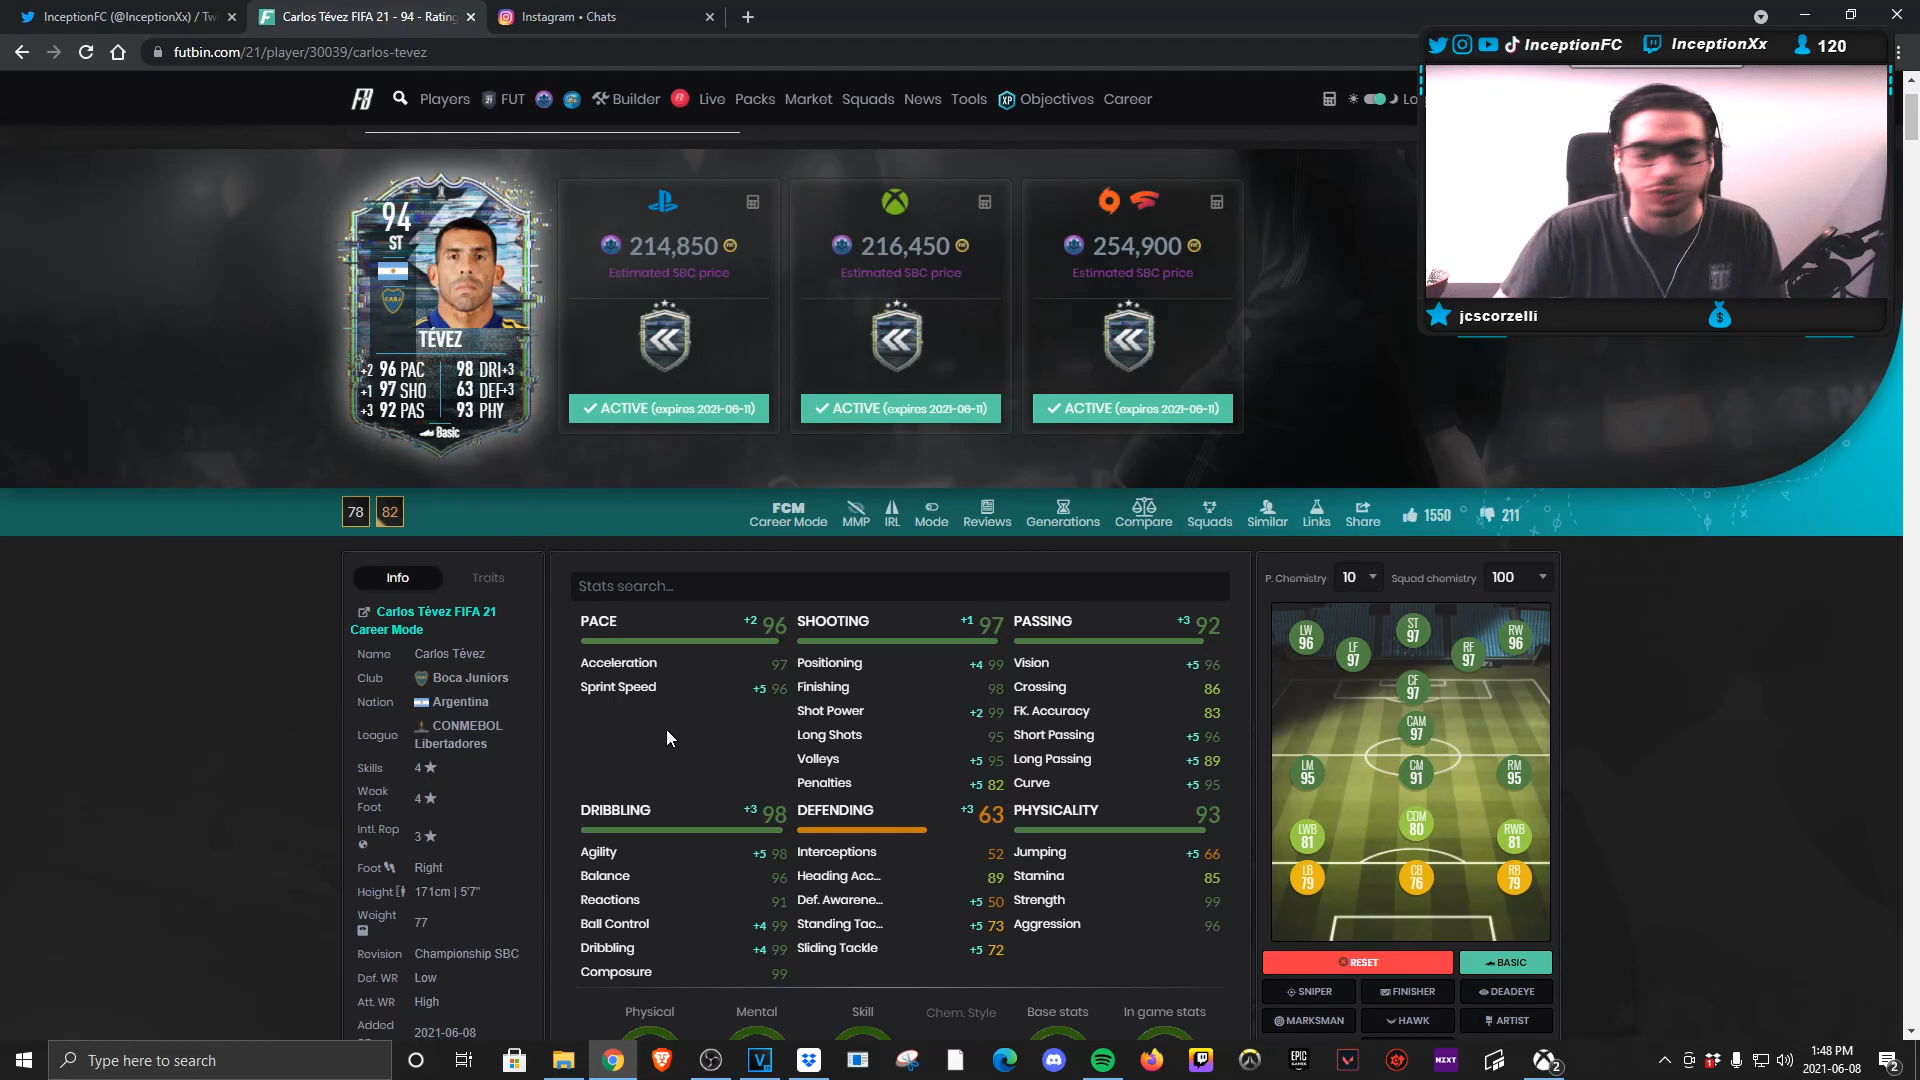 InceptionFC (@InceptionXx) / Tw
Carlos Tévez FIFA 21 - 94 - Rating
Instagram • Chats
futbin.com/21/player/30039/carlos-tevez
InceptionFC InceptionXx 120
Players FUT Builder Live Packs Market Squads News Tools XP Objectives Career Lo
94
ST
TÉVEZ
+2 96 PAC 98 DRI+3
+1 97 SHO 63 DEF+3
+3 92 PAS 93 PHY
Basic
214,850
Estimated SBC price
ACTIVE (expires 2021-06-11)
216,450
Estimated SBC price
ACTIVE (expires 2021-06-11)
254,900
Estimated SBC price
ACTIVE (expires 2021-06-11)
jcscorzelli
78 82
FCM
Career Mode MMP IRL Mode Reviews Generations Compare Squads Similar Links Share 1550 211
Info Traits
Carlos Tévez FIFA 21
Career Mode
Name Carlos Tévez
Club Boca Juniors
Nation Argentina
League CONMEBOL
Libertadores
Skills 4
Weak
Foot 4
Intl. Rep 3
Foot Right
Height 171cm | 5'7"
Weight 77
Revision Championship SBC
Def. WR Low
Att. WR High
Added 2021-06-08
Stats search...
PACE +2 96
Acceleration 97
Sprint Speed +5 96
SHOOTING +1 97
Positioning +4 99
Finishing 98
Shot Power +2 99
Long Shots 95
Volleys +5 95
Penalties +5 82
PASSING +3 92
Vision +5 96
Crossing 86
FK. Accuracy 83
Short Passing +5 96
Long Passing +5 89
Curve +5 95
DRIBBLING +3 98
Agility +5 98
Balance 96
Reactions 91
Ball Control +4 99
Dribbling +4 99
Composure 99
DEFENDING +3 63
Interceptions 52
Heading Acc... 89
Def. Awarene... +5 50
Standing Tac... +5 73
Sliding Tackle +5 72
PHYSICALITY 93
Jumping +5 66
Stamina 85
Strength 99
Aggression 96
Physical Mental Skill Chem. Style Base stats In game stats
P. Chemistry 10 Squad chemistry 100
LW
96
ST
97
RW
96
LF
97
RF
97
CF
97
CAM
97
LM
95
CM
91
RM
95
CDM
80
LWB
81
RWB
81
LB
79
CB
76
RB
79
RESET BASIC
SNIPER FINISHER DEADEYE
MARKSMAN HAWK ARTIST
Type here to search
1:48 PM
2021-06-08